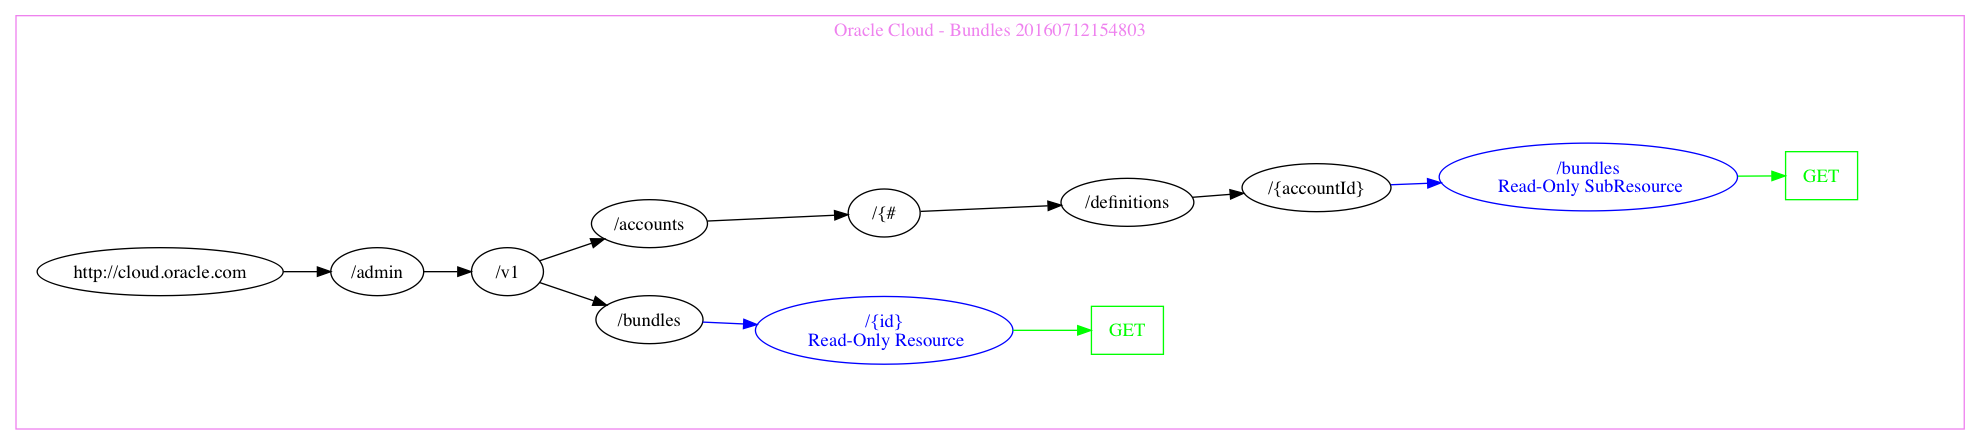 Oracle Cloud - Bundles 20160712154803
http://cloud.oracle.com
/admin
/v1
/accounts
/{#
/definitions
/{accountId}
/bundles
Read-Only SubResource
GET
/bundles
/{id}
Read-Only Resource
GET